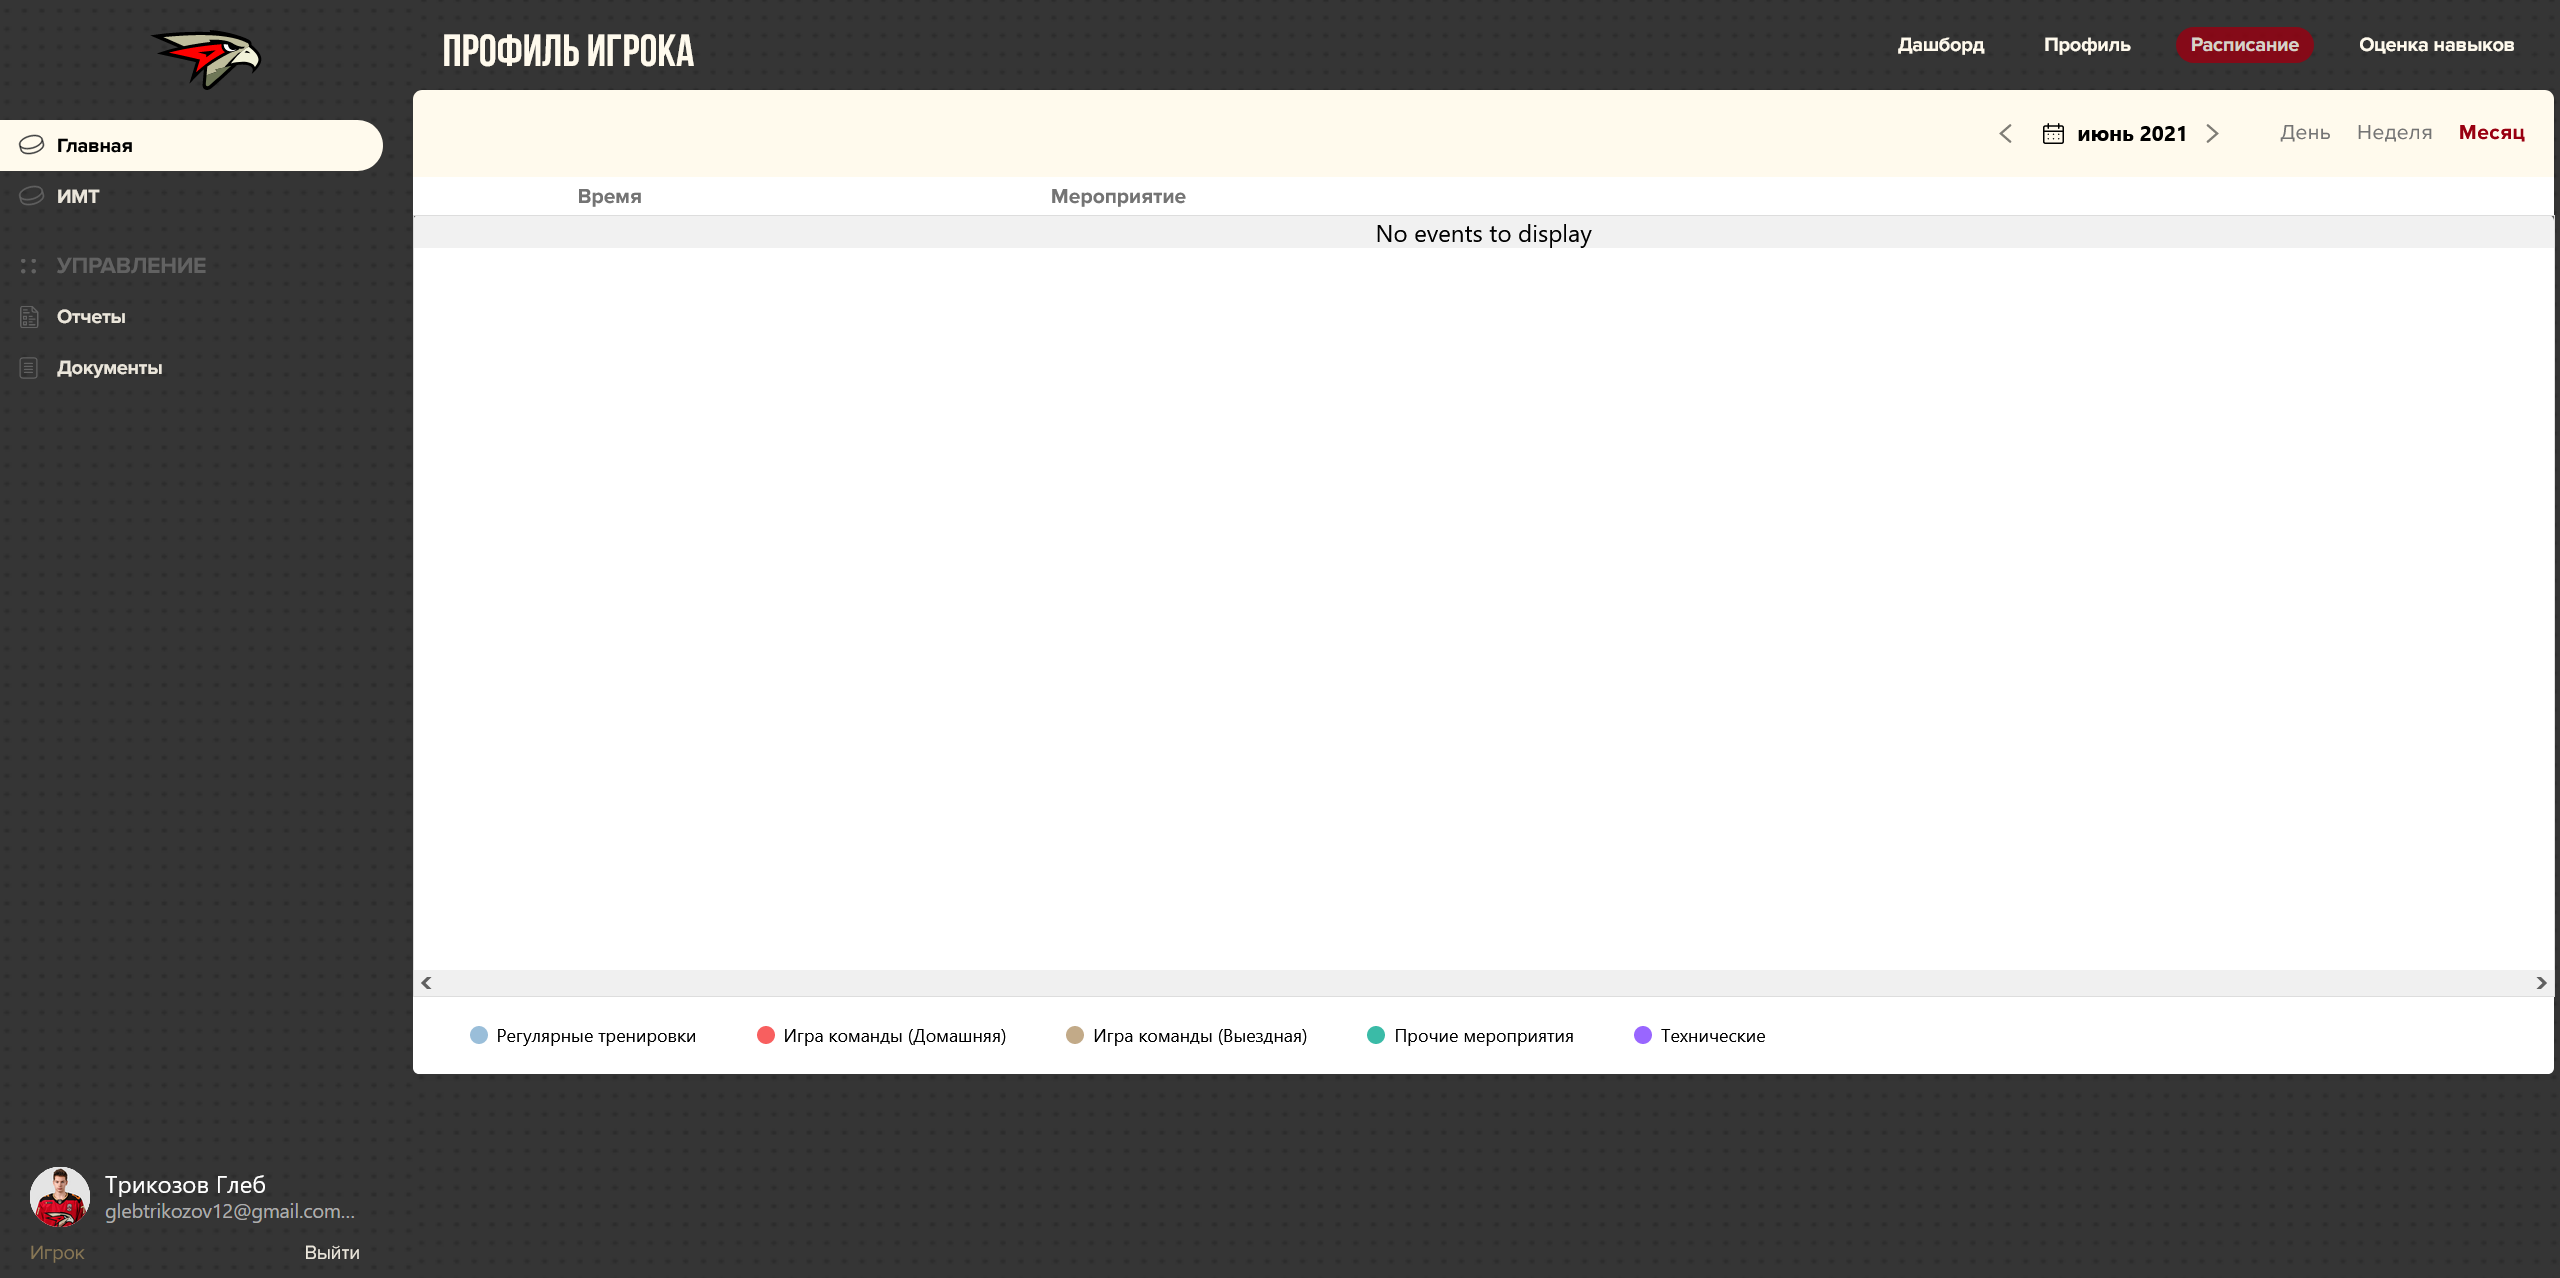 ПРОФИЛЬ ИГРОКА
Дашборд Профиль Расписание Оценка навыков
Главная
ИМТ
УПРАВЛЕНИЕ
Отчеты
Документы
июнь 2021 День Неделя Месяц
Время Мероприятие
No events to display
Регулярные тренировки Игра команды (Домашняя) Игра команды (Выездная) Прочие мероприятия Технические
Трикозов Глеб
glebtrikozov12@gmail.com...
Игрок Выйти